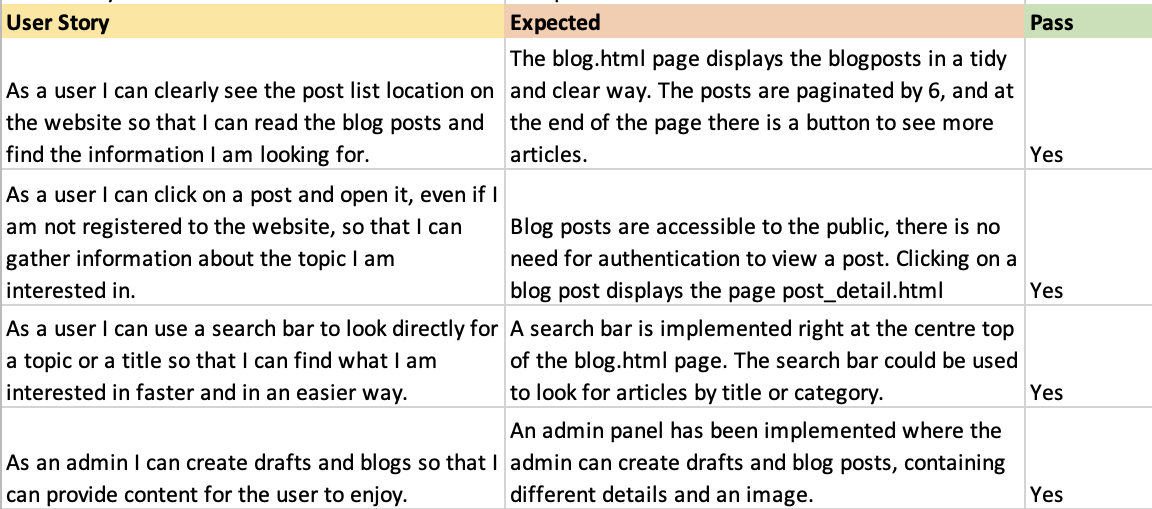 User Story
Expected
Pass
As a user I can clearly see the post list location on
the website so that I can read the blog posts and
find the information I am looking for.
The blog.html page displays the blogposts in a tidy
and clear way. The posts are paginated by 6, and at
the end of the page there is a button to see more
articles.
Yes
As a user I can click on a post and open it, even if I
am not registered to the website, so that I can
gather information about the topic I am
interested in.
Blog posts are accessible to the public, there is no
need for authentication to view a post. Clicking on a
blog post displays the page post_detail.html
Yes
As a user I can use a search bar to look directly for
a topic or a title so that I can find what I am
interested in faster and in an easier way.
A search bar is implemented right at the centre top
of the blog.html page. The search bar could be used
to look for articles by title or category.
Yes
As an admin I can create drafts and blogs so that I
can provide content for the user to enjoy.
An admin panel has been implemented where the
admin can create drafts and blog posts, containing
different details and an image.
Yes